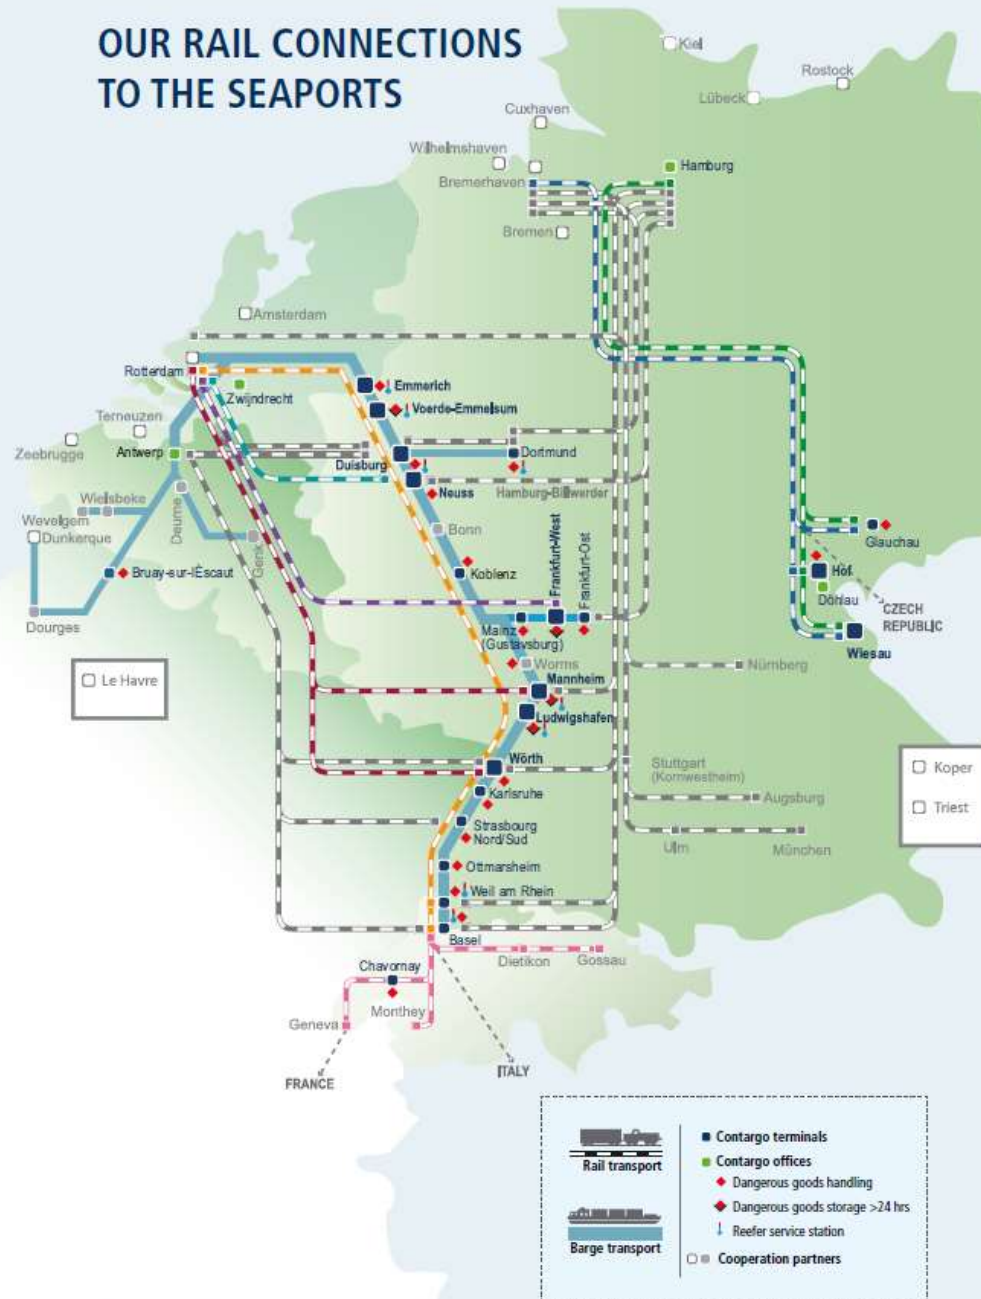 OUR RAIL CONNECTIONS
TO THE SEAPORTS
Kiel
Rostock
Lübeck
Cuxhaven
Wilhelmshaven
Hamburg
Bremerhaven
Bremen
Amsterdam
Rotterdam
Zwijndrecht
Emmerich
Voerde-Emmelsum
Terneuzen
Zeebrugge
Antwerp
Duisburg
Dortmund
Neuss
Hamburg-Billwerder
Wielsbeke
Wevelgem
Dunkerque
Deurne
Genk
Bonn
Frankfurt-West
Frankfurt-Ost
Glauchau
Bruay-sur-l'Escaut
Koblenz
Hof
Döhlau
CZECH
REPUBLIC
Dourges
Mainz
(Gustavsburg)
Wiesau
Worms
Nürnberg
Le Havre
Mannheim
Ludwigshafen
Wörth
Stuttgart
(Kornwestheim)
Koper
Karlsruhe
Augsburg
Triest
Strasbourg
Nord/Sud
Ulm
München
Ottmarsheim
Weil am Rhein
Basel
Dietikon
Gossau
Chavornay
Monthey
Geneva
ITALY
FRANCE
Rail transport
Barge transport
Contargo terminals
Contargo offices
Dangerous goods handling
Dangerous goods storage >24 hrs
Reefer service station
Cooperation partners